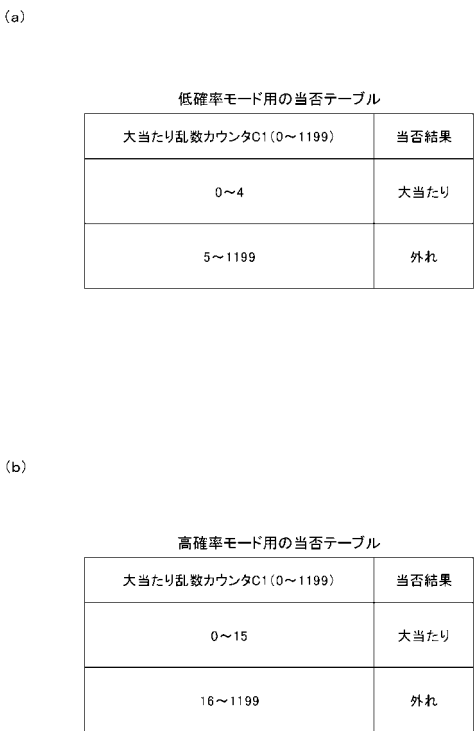 (a)
低確率モード用の当否テーブル
大当たり乱数カウンタC1(0～1199) 当否結果
0～4 大当たり
5～1199 外れ
(b)
高確率モード用の当否テーブル
大当たり乱数カウンタC1(0～1199) 当否結果
0～15 大当たり
16～1199 外れ